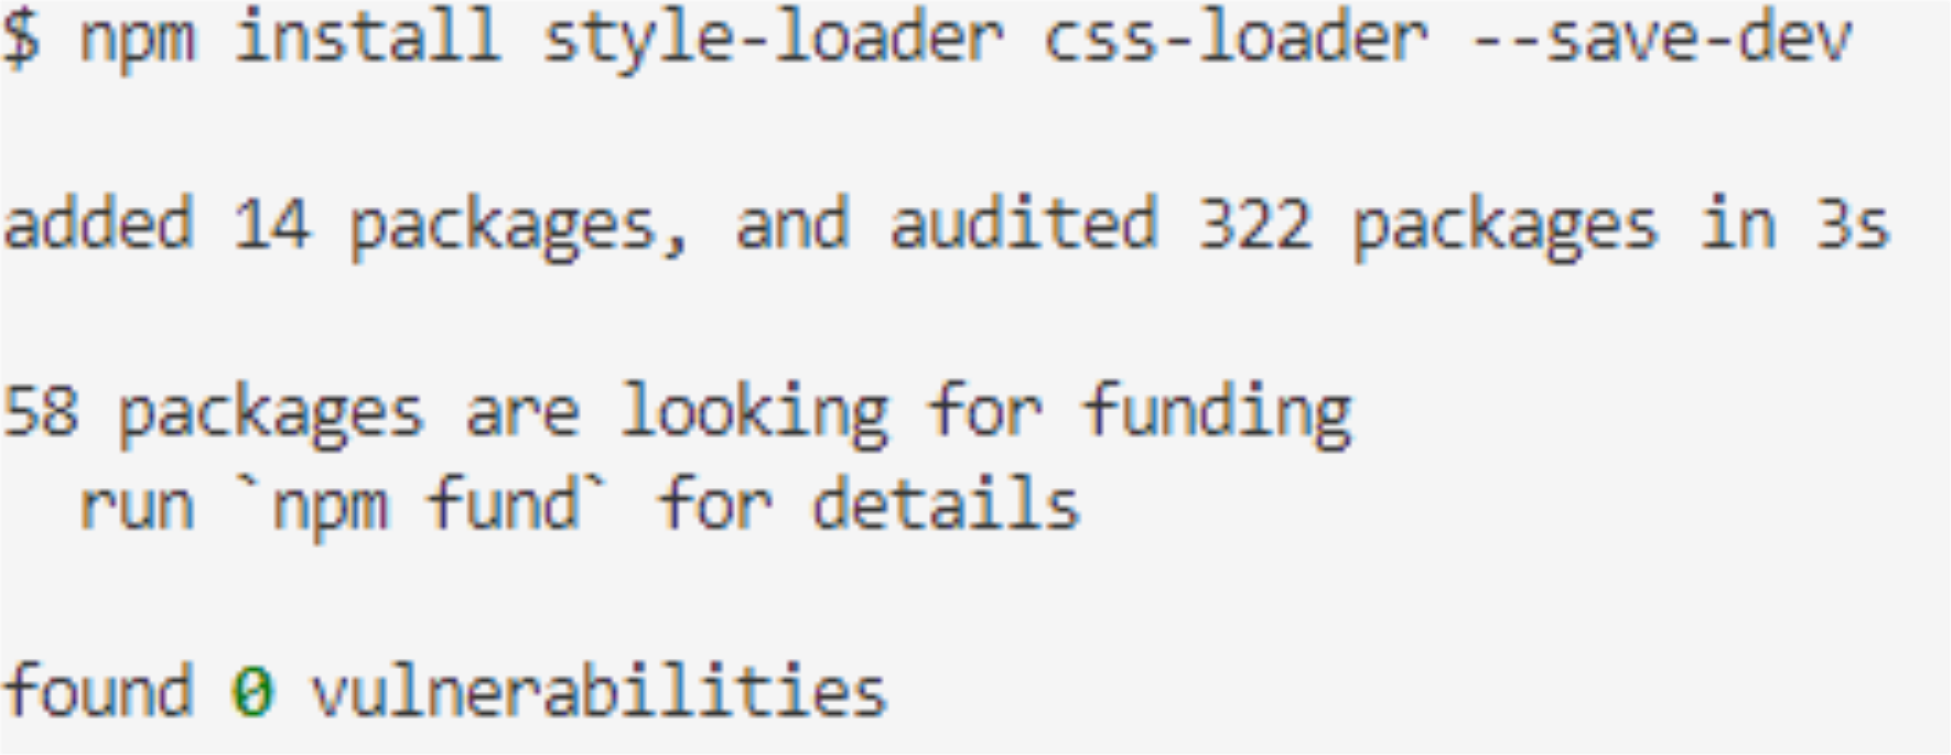 $ npm install style-loader css-loader --save-dev
added 14 packages, and audited 322 packages in 3s
58 packages are looking for funding
run `npm fund` for details
found 0 vulnerabilities